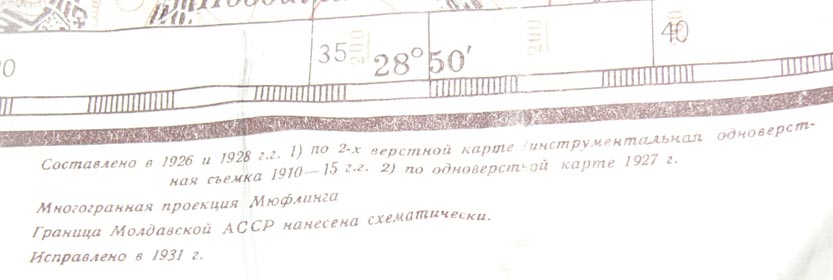 35
200
28°50′
200
40
Составлено в 1926 и 1928 г.г. 1) по 2-х верстной карте (инструментальная одноверст-
ная съемка 1910—15 г.г. 2) по одноверстной карте 1927 г.
Многогранная проекция Мюфлинга
Граница Молдавской АССР нанесена схематически.
Исправлено в 1931 г.